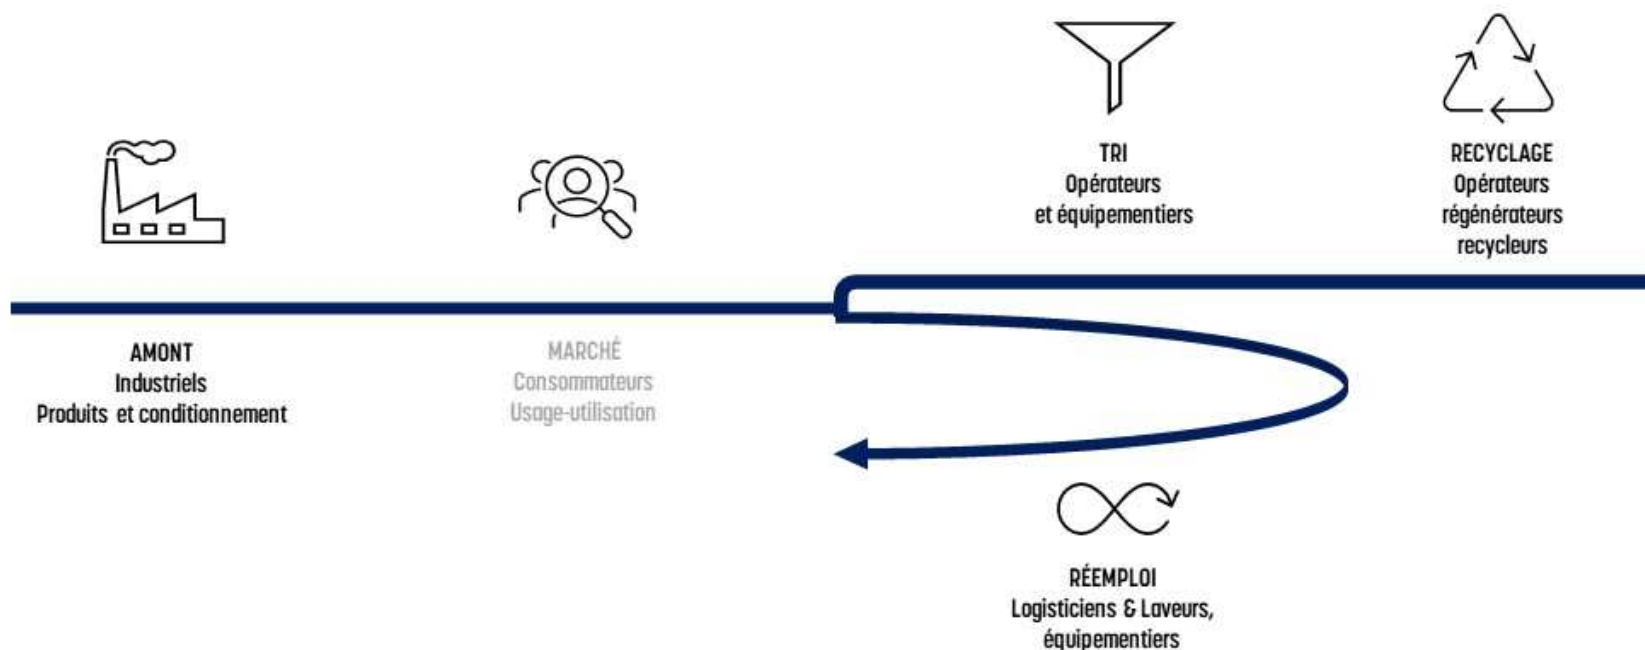 TRI
Opérateurs
et équipementiers
RECYCLAGE
Opérateurs
régénérateurs
recycleurs
AMONT
Industriels
Produits et conditionnement
MARCHÉ
Consommateurs
Usage-utilisation
RÉEMPLOI
Logisticiens & Laveurs,
équipementiers